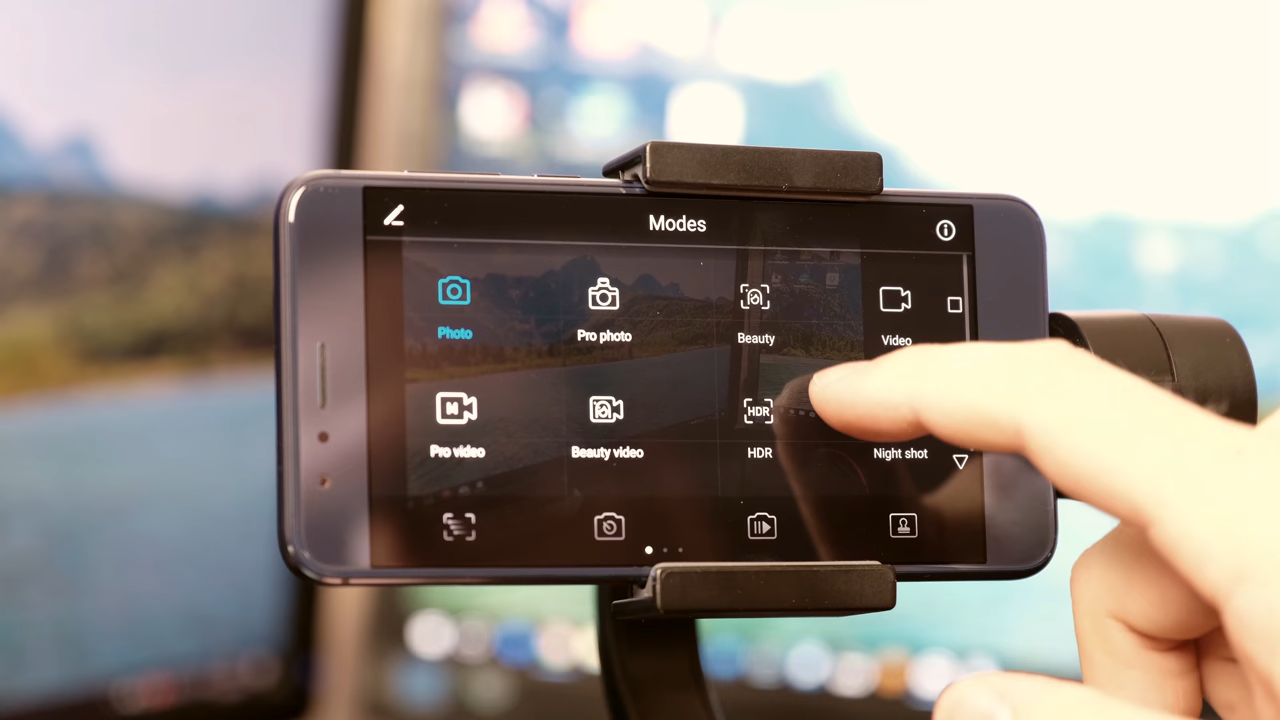 Modes
Photo
Pro photo
Beauty
Video
Pro video
Beauty video
HDR
HDR
Night shot